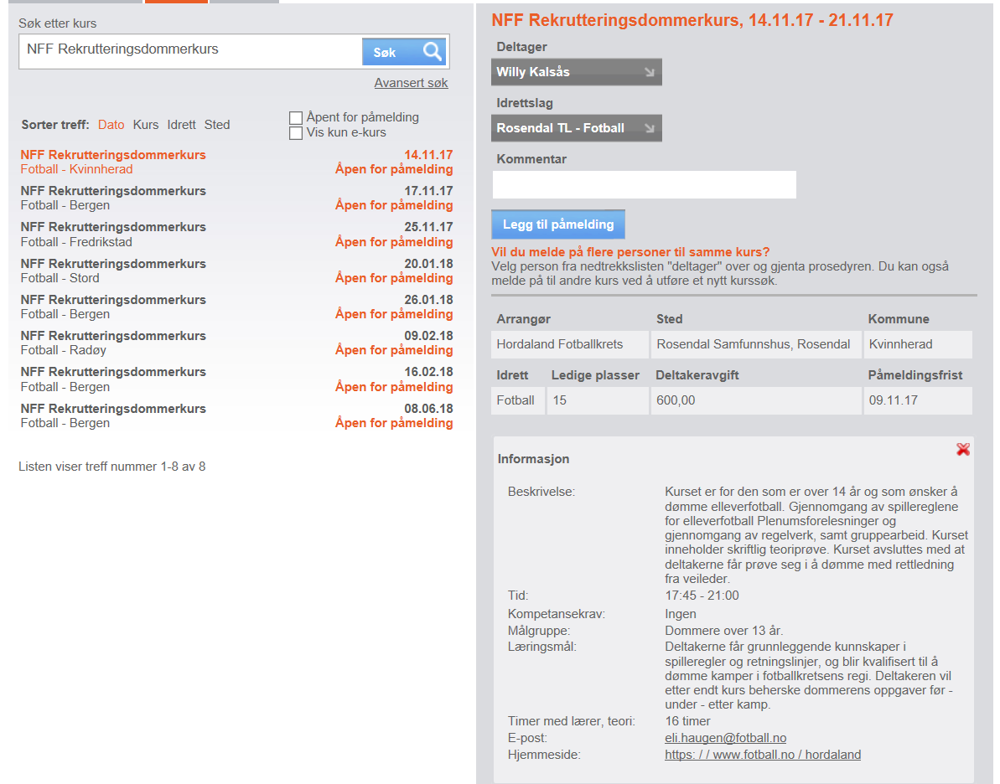 Søk etter kurs
NFF Rekrutteringsdommerkurs
Søk
Avansert søk
Sorter treff: Dato Kurs Idrett Sted
Åpent for påmelding
Vis kun e-kurs
NFF Rekrutteringsdommerkurs 14.11.17
Fotball - Kvinnherad Åpen for påmelding
NFF Rekrutteringsdommerkurs 17.11.17
Fotball - Bergen Åpen for påmelding
NFF Rekrutteringsdommerkurs 25.11.17
Fotball - Fredrikstad Åpen for påmelding
NFF Rekrutteringsdommerkurs 20.01.18
Fotball - Stord Åpen for påmelding
NFF Rekrutteringsdommerkurs 26.01.18
Fotball - Bergen Åpen for påmelding
NFF Rekrutteringsdommerkurs 09.02.18
Fotball - Radøy Åpen for påmelding
NFF Rekrutteringsdommerkurs 16.02.18
Fotball - Bergen Åpen for påmelding
NFF Rekrutteringsdommerkurs 08.06.18
Fotball - Bergen Åpen for påmelding
Listen viser treff nummer 1-8 av 8
NFF Rekrutteringsdommerkurs, 14.11.17 - 21.11.17
Deltager
Willy Kalsås
Idrettslag
Rosendal TL - Fotball
Kommentar
Legg til påmelding
Vil du melde på flere personer til samme kurs?
Velg person fra nedtrekkslisten "deltager" over og gjenta prosedyren. Du kan også
melde på til andre kurs ved å utføre et nytt kurssøk.
Arrangør Sted Kommune
Hordaland Fotballkrets Rosendal Samfunnshus, Rosendal Kvinnherad
Idrett Ledige plasser Deltakeravgift Påmeldingsfrist
Fotball 15 600,00 09.11.17
Informasjon
Beskrivelse: Kurset er for den som er over 14 år og som ønsker å
dømme elleverfotball. Gjennomgang av spillereglene
for elleverfotball Plenumsforelesninger og
gjennomgang av regelverk, samt gruppearbeid. Kurset
inneholder skriftlig teoriprøve. Kurset avsluttes med at
deltakerne får prøve seg i å dømme med rettledning
fra veileder.
Tid: 17:45 - 21:00
Kompetansekrav: Ingen
Målgruppe: Dommere over 13 år.
Læringsmål: Deltakerne får grunnleggende kunnskaper i
spilleregler og retningslinjer, og blir kvalifisert til å
dømme kamper i fotballkretsens regi. Deltakeren vil
etter endt kurs beherske dommerens oppgaver før -
under - etter kamp.
Timer med lærer, teori: 16 timer
E-post: eli.haugen@fotball.no
Hjemmeside: https: / / www.fotball.no / hordaland